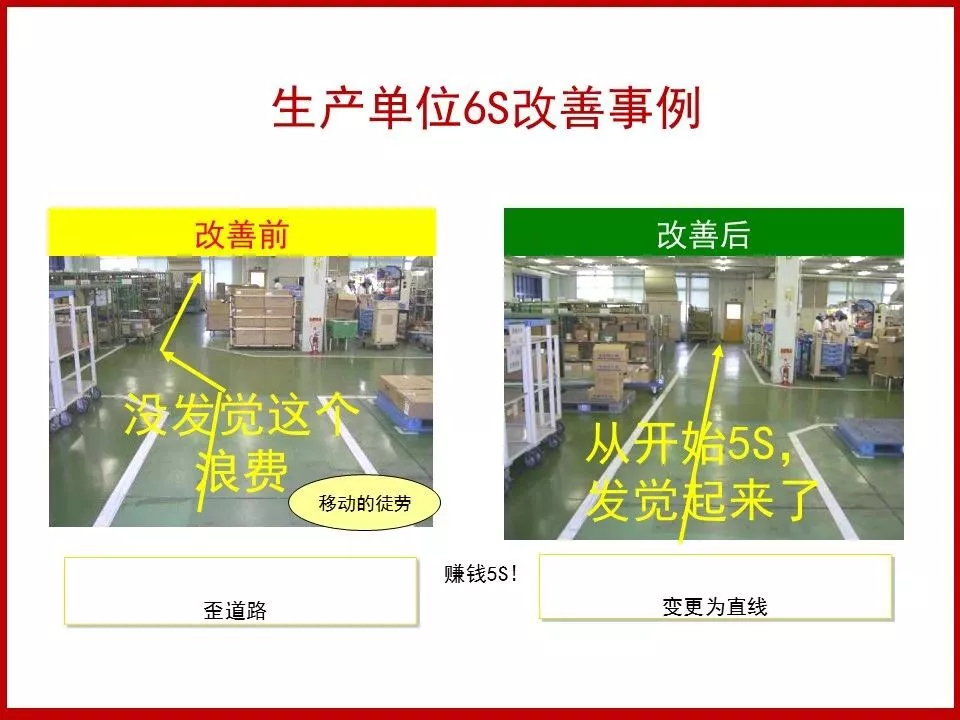 生产单位6S改善事例
改善前
改善后
没发觉这个
浪费
移动的徒劳
从开始5S，
发觉起来了
歪道路
赚钱5S！
变更为直线